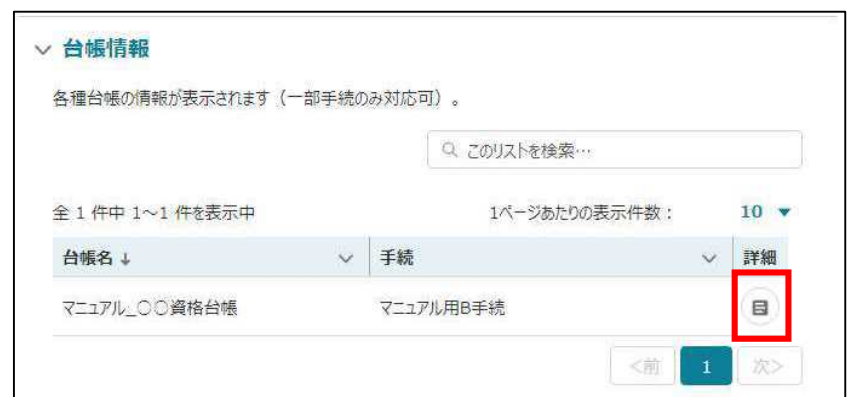 台帳情報
各種台帳の情報が表示されます（一部手続のみ対応可）。
このリストを検索…
全 1 件中 1～1 件を表示中 1ページあたりの表示件数： 10
台帳名↓ 手続 詳細
マニュアル_○○資格台帳 マニュアル用B手続
<前 1 次>